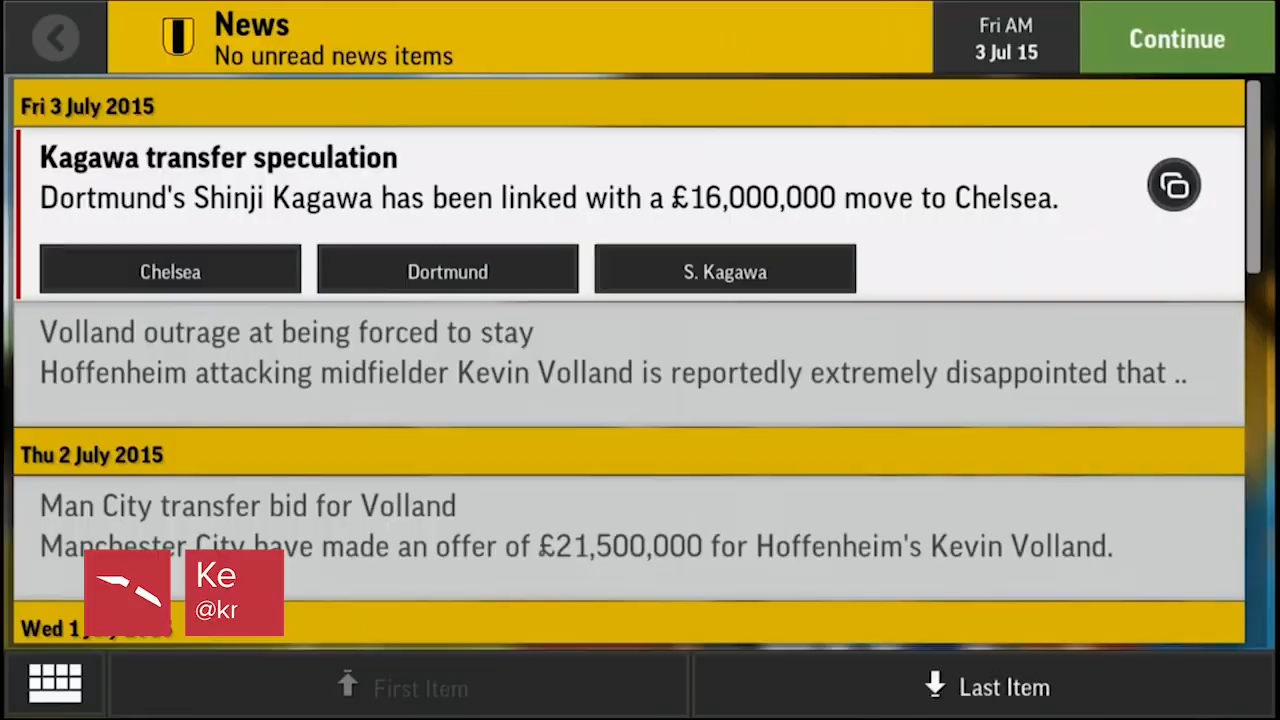 News
No unread news items
Fri AM
3 Jul 15
Continue
Fri 3 July 2015
Kagawa transfer speculation
Dortmund's Shinji Kagawa has been linked with a £16,000,000 move to Chelsea.
Chelsea
Dortmund
S. Kagawa
Volland outrage at being forced to stay
Hoffenheim attacking midfielder Kevin Volland is reportedly extremely disappointed that ..
Thu 2 July 2015
Man City transfer bid for Volland
Manchester City have made an offer of £21,500,000 for Hoffenheim's Kevin Volland.
Ke
@kr
Wed 1
First Item
Last Item